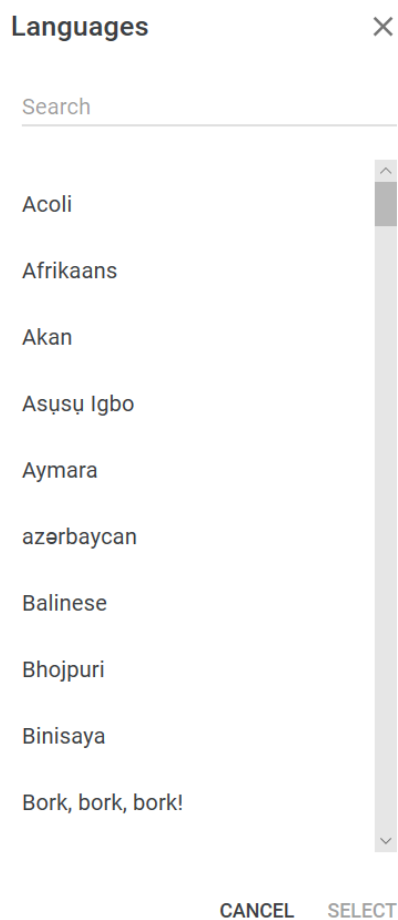 Languages
Search
Acoli
Afrikaans
Akan
Asụsụ Igbo
Aymara
azərbaycan
Balinese
Bhojpuri
Binisaya
Bork, bork, bork!
CANCEL SELECT